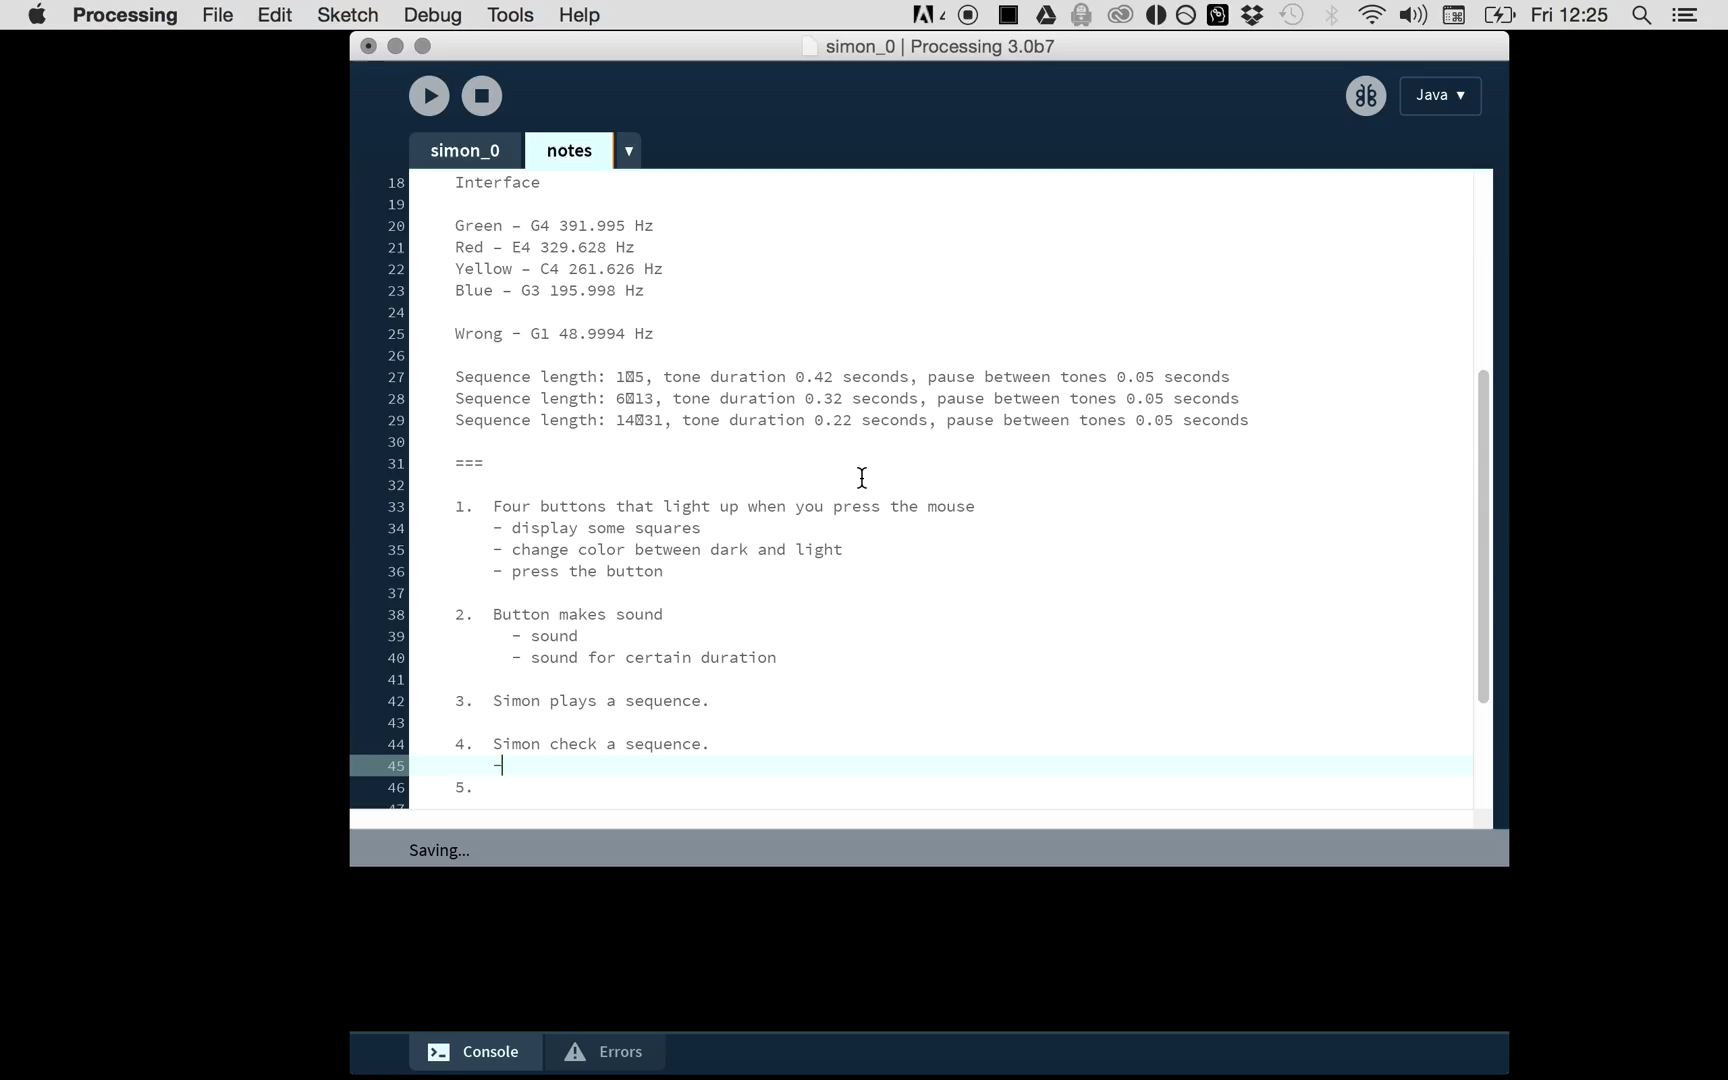 Processing File Edit Sketch Debug Tools Help 4 Fri 12:25
simon_0 | Processing 3.0b7
Java ▼
simon_0 notes ▼
18 Interface
19
20 Green – G4 391.995 Hz
21 Red – E4 329.628 Hz
22 Yellow – C4 261.626 Hz
23 Blue – G3 195.998 Hz
24
25 Wrong – G1 48.9994 Hz
26
27 Sequence length: 1▯5, tone duration 0.42 seconds, pause between tones 0.05 seconds
28 Sequence length: 6▯13, tone duration 0.32 seconds, pause between tones 0.05 seconds
29 Sequence length: 14▯31, tone duration 0.22 seconds, pause between tones 0.05 seconds
30
31 ===
32
33 1. Four buttons that light up when you press the mouse
34 - display some squares
35 - change color between dark and light
36 - press the button
37
38 2. Button makes sound
39 - sound
40 - sound for certain duration
41
42 3. Simon plays a sequence.
43
44 4. Simon check a sequence.
45 -
46 5.
Saving...
Console Errors